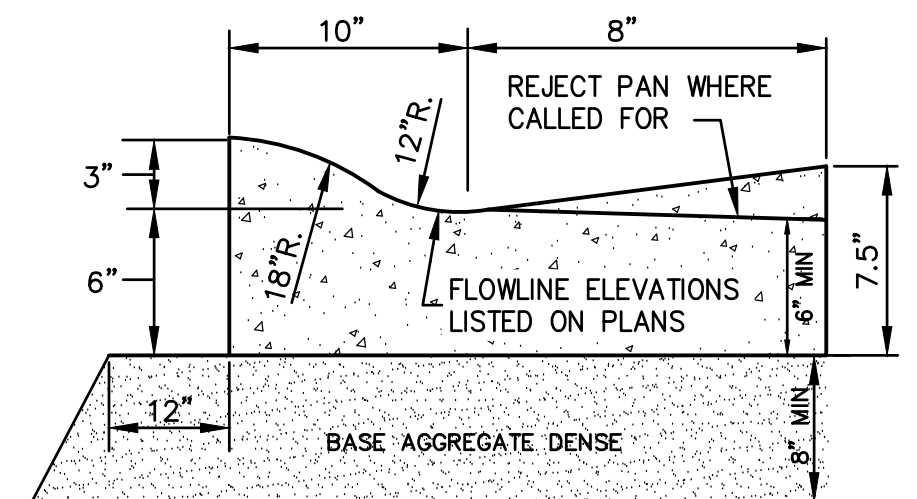 10” 8”
REJECT PAN WHERE
CALLED FOR
12”R.
3”
18”R.
6”
7.5”
6” MIN
FLOWLINE ELEVATIONS
LISTED ON PLANS
12”
8” MIN
BASE AGGREGATE DENSE